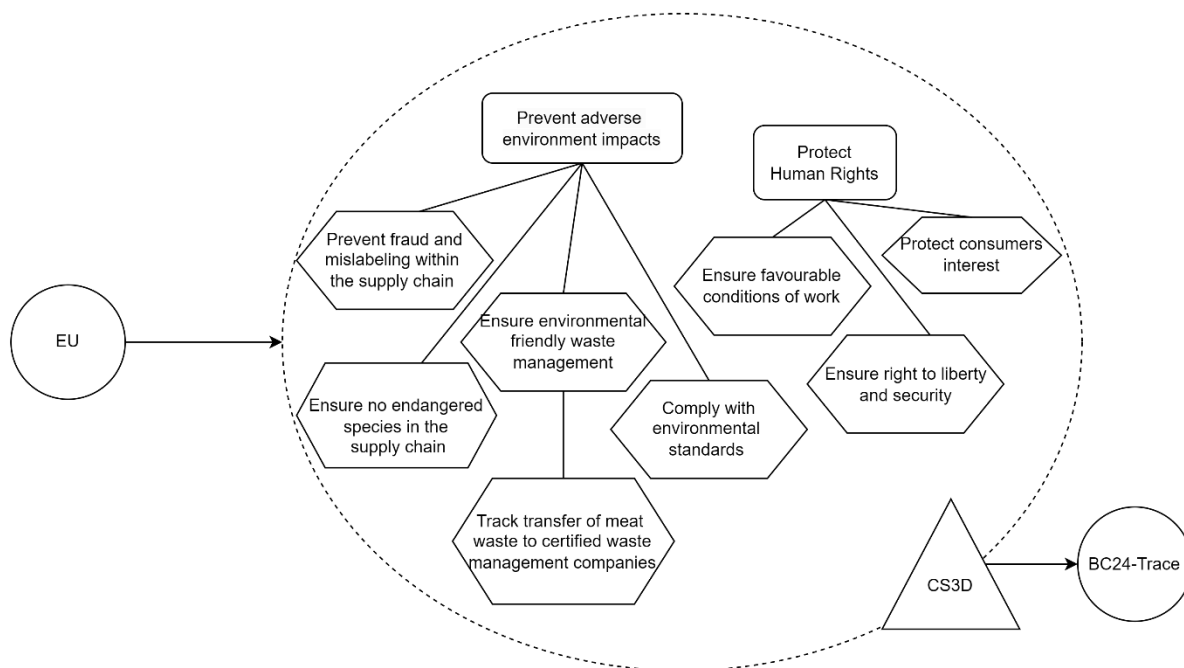 Prevent adverse
environment impacts
Protect
Human Rights
Prevent fraud and
mislabeling within
the supply chain
Protect consumers
interest
Ensure favourable
conditions of work
EU
Ensure environmental
friendly waste
management
Ensure right to liberty
and security
Ensure no endangered
species in the
supply chain
Comply with
environmental
standards
Track transfer of meat
waste to certified waste
management companies
CS3D
BC24-Trace